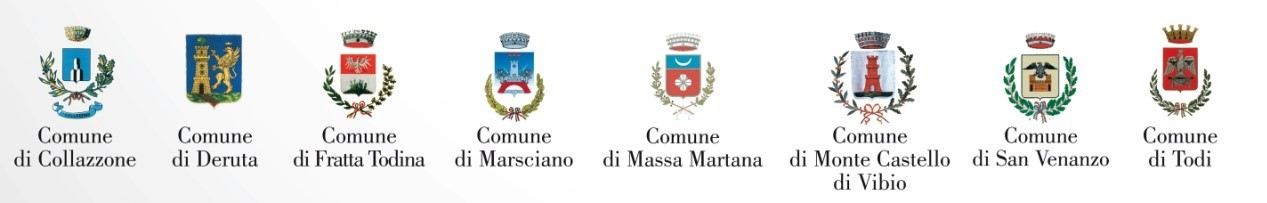 Comune
di Collazzone
Comune
di Deruta
Comune
di Fratta Todina
Comune
di Marsciano
Comune
di Massa Martana
Comune
di Monte Castello
di Vibio
Comune
di San Venanzo
Comune
di Todi